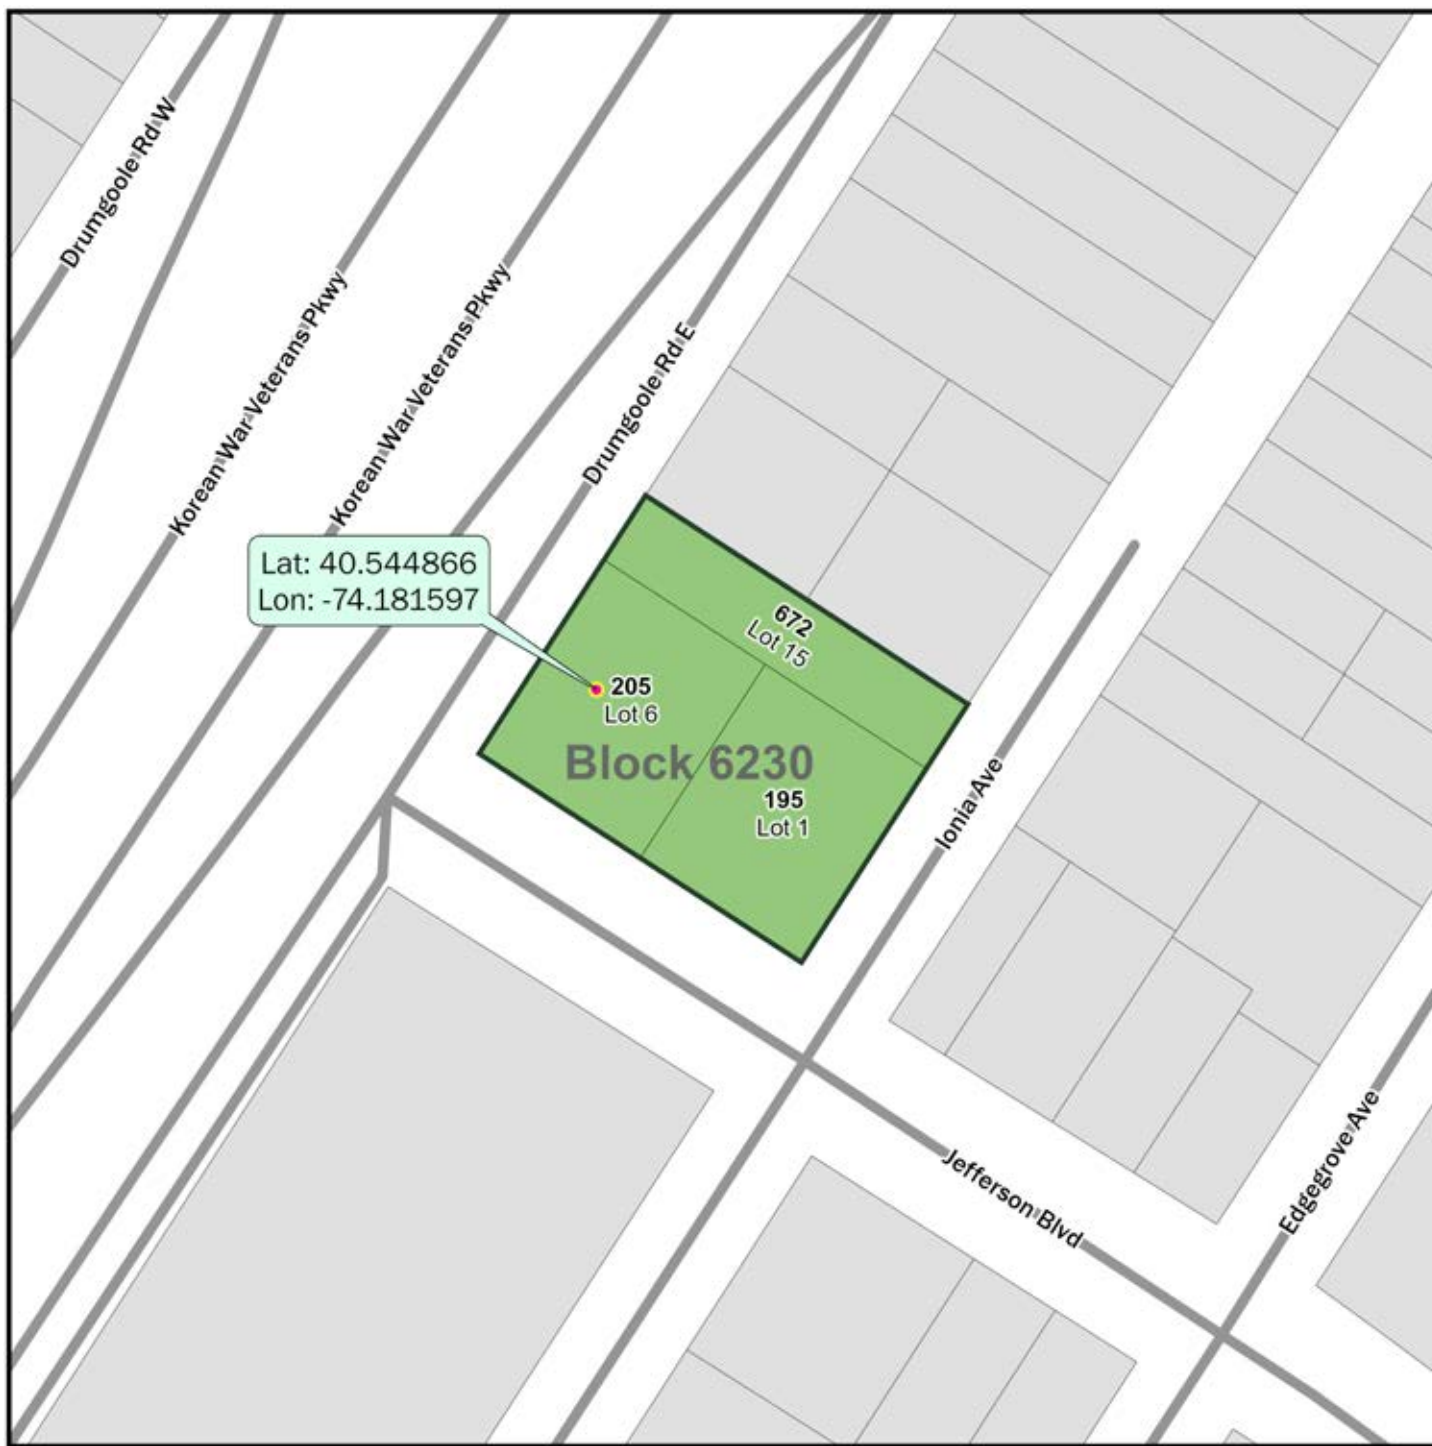 Drumgoole Rd W
Korean War Veterans Pkwy
Korean War Veterans Pkwy
Drumgoole Rd E
Lat: 40.544866
Lon: -74.181597
672
Lot 15
205
Lot 6
Block 6230
195
Lot 1
Ionia Ave
Jefferson Blvd
Edgegrove Ave